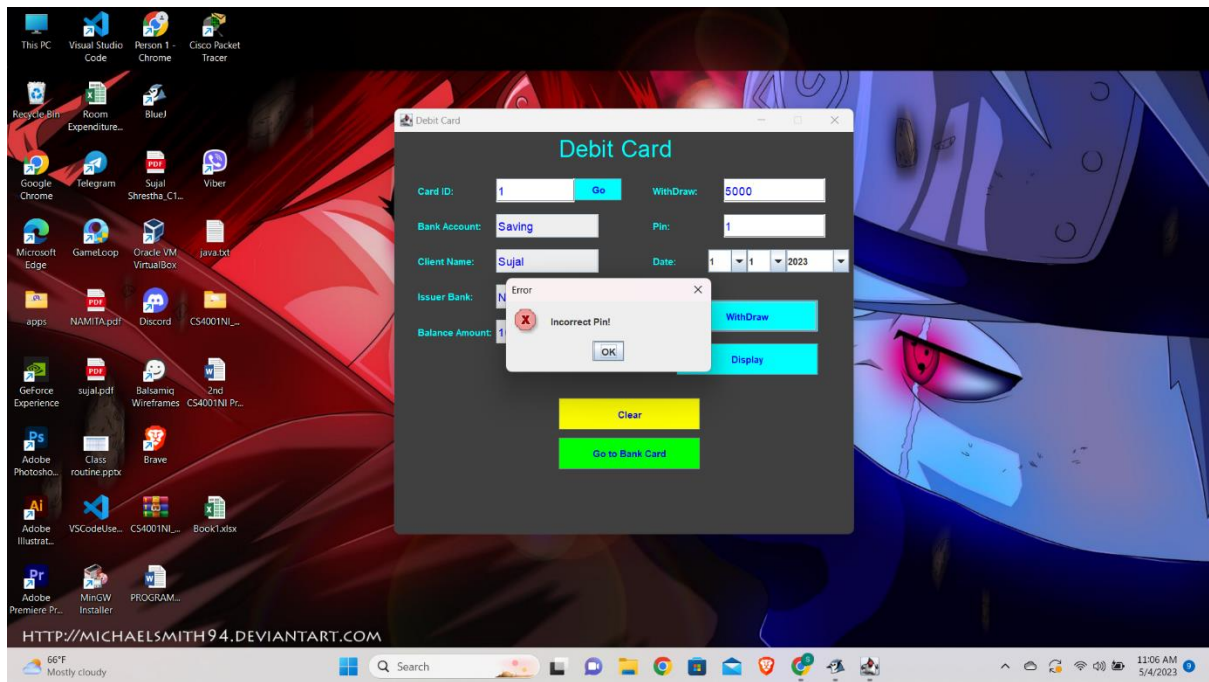 This PC
Visual Studio Code
Person 1 - Chrome
Cisco Packet Tracer
Recycle Bin
Room Expenditure...
BlueJ
Google Chrome
Telegram
Sujal Shrestha_C1...
Viber
Microsoft Edge
GameLoop
Oracle VM VirtualBox
java.txt
apps
NAMITA.pdf
Discord
CS4001NI_...
GeForce Experience
sujal.pdf
Balsamiq Wireframes
2nd CS4001NI Pr...
Adobe Photosho...
Class routine.pptx
Brave
Adobe Illustrat...
VSCodeUse...
CS4001NI_...
Book1.xlsx
Adobe Premiere Pr...
MinGW Installer
PROGRAM...
HTTP://MICHAELSMITH94.DEVIANTART.COM
Debit Card
Debit Card
Card ID: 1 Go WithDraw: 5000
Bank Account: Saving Pin: 1
Client Name: Sujal Date: 1 1 2023
Issuer Bank:
Balance Amount:
Error
Incorrect Pin!
OK
WithDraw
Display
Clear
Go to Bank Card
66°F
Mostly cloudy
Search
11:06 AM
5/4/2023
9